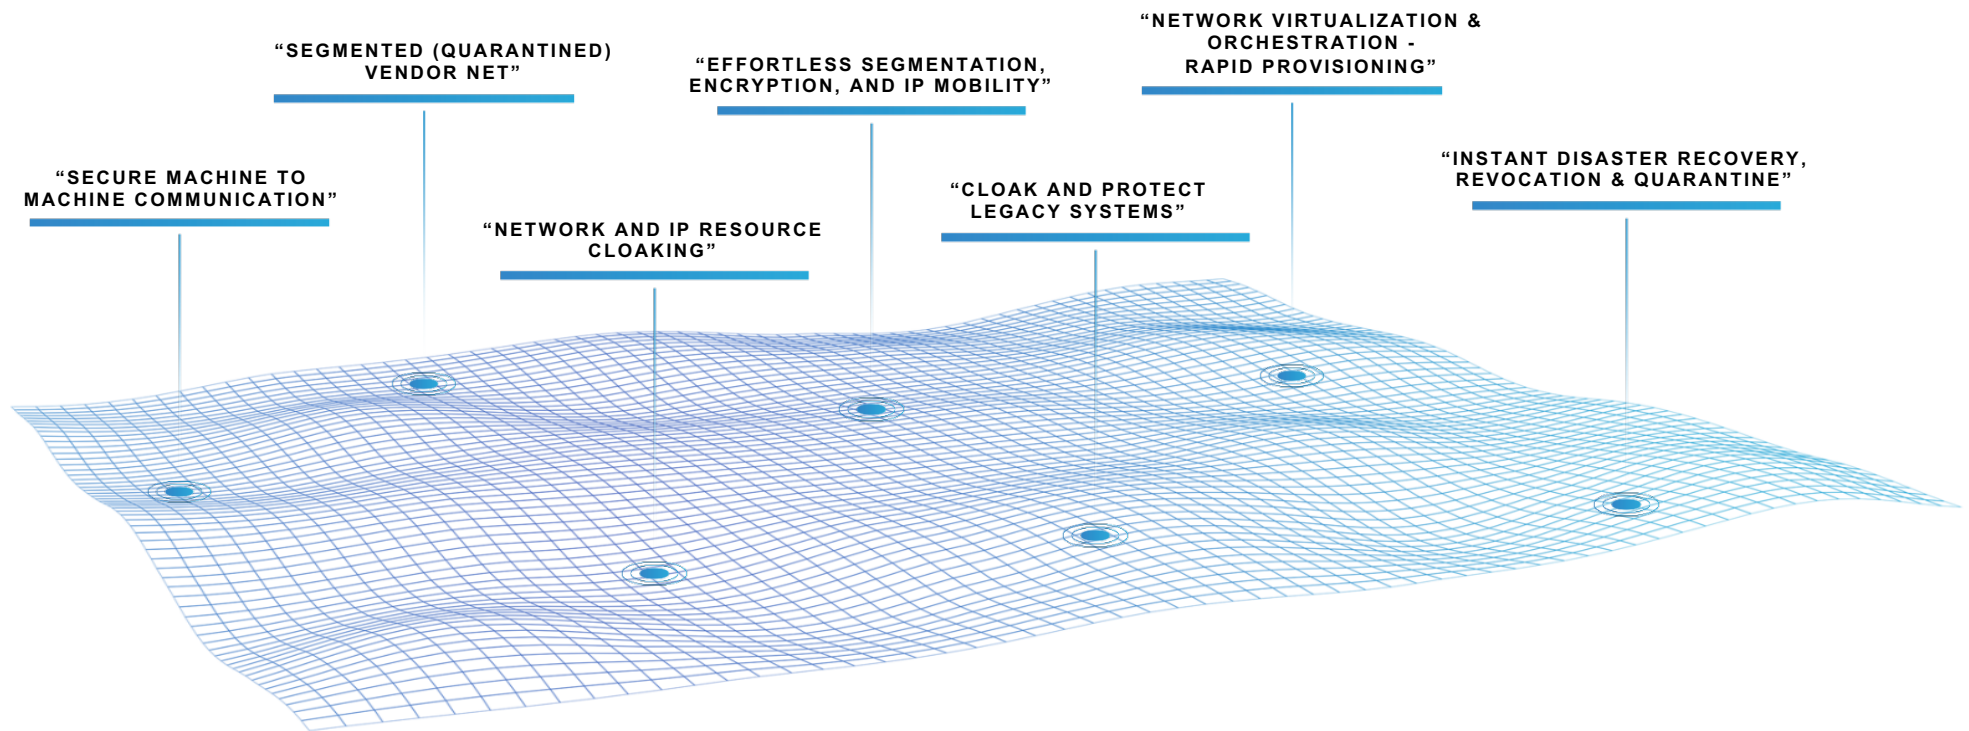 “SECURE MACHINE TO
MACHINE COMMUNICATION”
“SEGMENTED (QUARANTINED)
VENDOR NET”
“NETWORK AND IP RESOURCE
CLOAKING”
“EFFORTLESS SEGMENTATION,
ENCRYPTION, AND IP MOBILITY”
“CLOAK AND PROTECT
LEGACY SYSTEMS”
“NETWORK VIRTUALIZATION &
ORCHESTRATION -
RAPID PROVISIONING”
“INSTANT DISASTER RECOVERY,
REVOCATION & QUARANTINE”